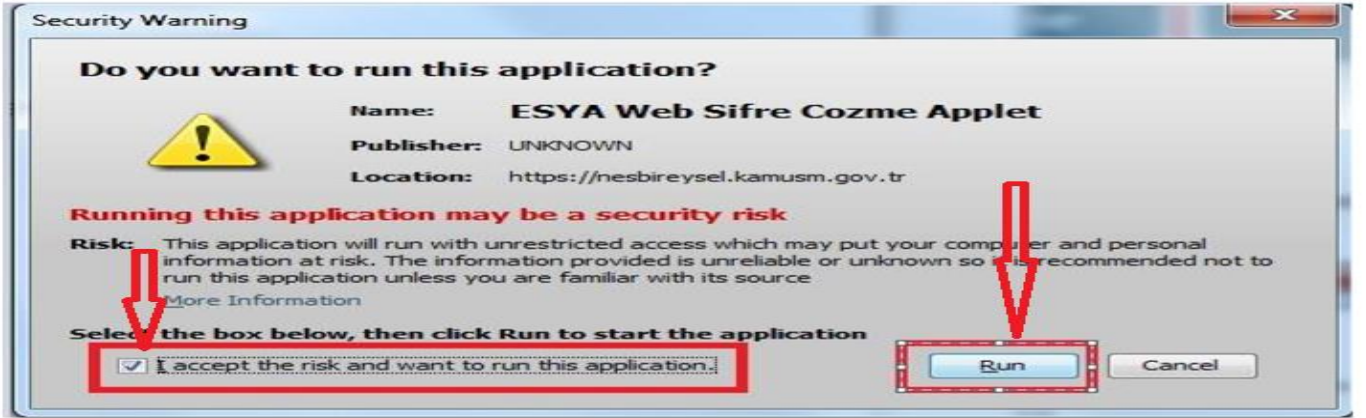 Security Warning
Do you want to run this application?
Name: ESYA Web Sifre Cozme Applet
Publisher: UNKNOWN
Location: https://nesbireysel.kamusm.gov.tr
Running this application may be a security risk
Risk: This application will run with unrestricted access which may put your computer and personal
information at risk. The information provided is unreliable or unknown so it is recommended not to
run this application unless you are familiar with its source
More Information
Select the box below, then click Run to start the application
I accept the risk and want to run this application.
Run
Cancel